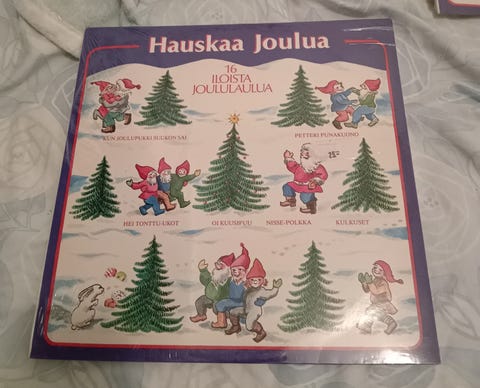 Hauskaa Joulua
16
ILOISTA
JOULULAULUA
KUN JOULUPUKKI SUUKON SAI
PETTERI PUNAKUONO
HEI TONTTU-UKOT
OI KUUSIPUU
NISSE-POLKKA
KULKUSET